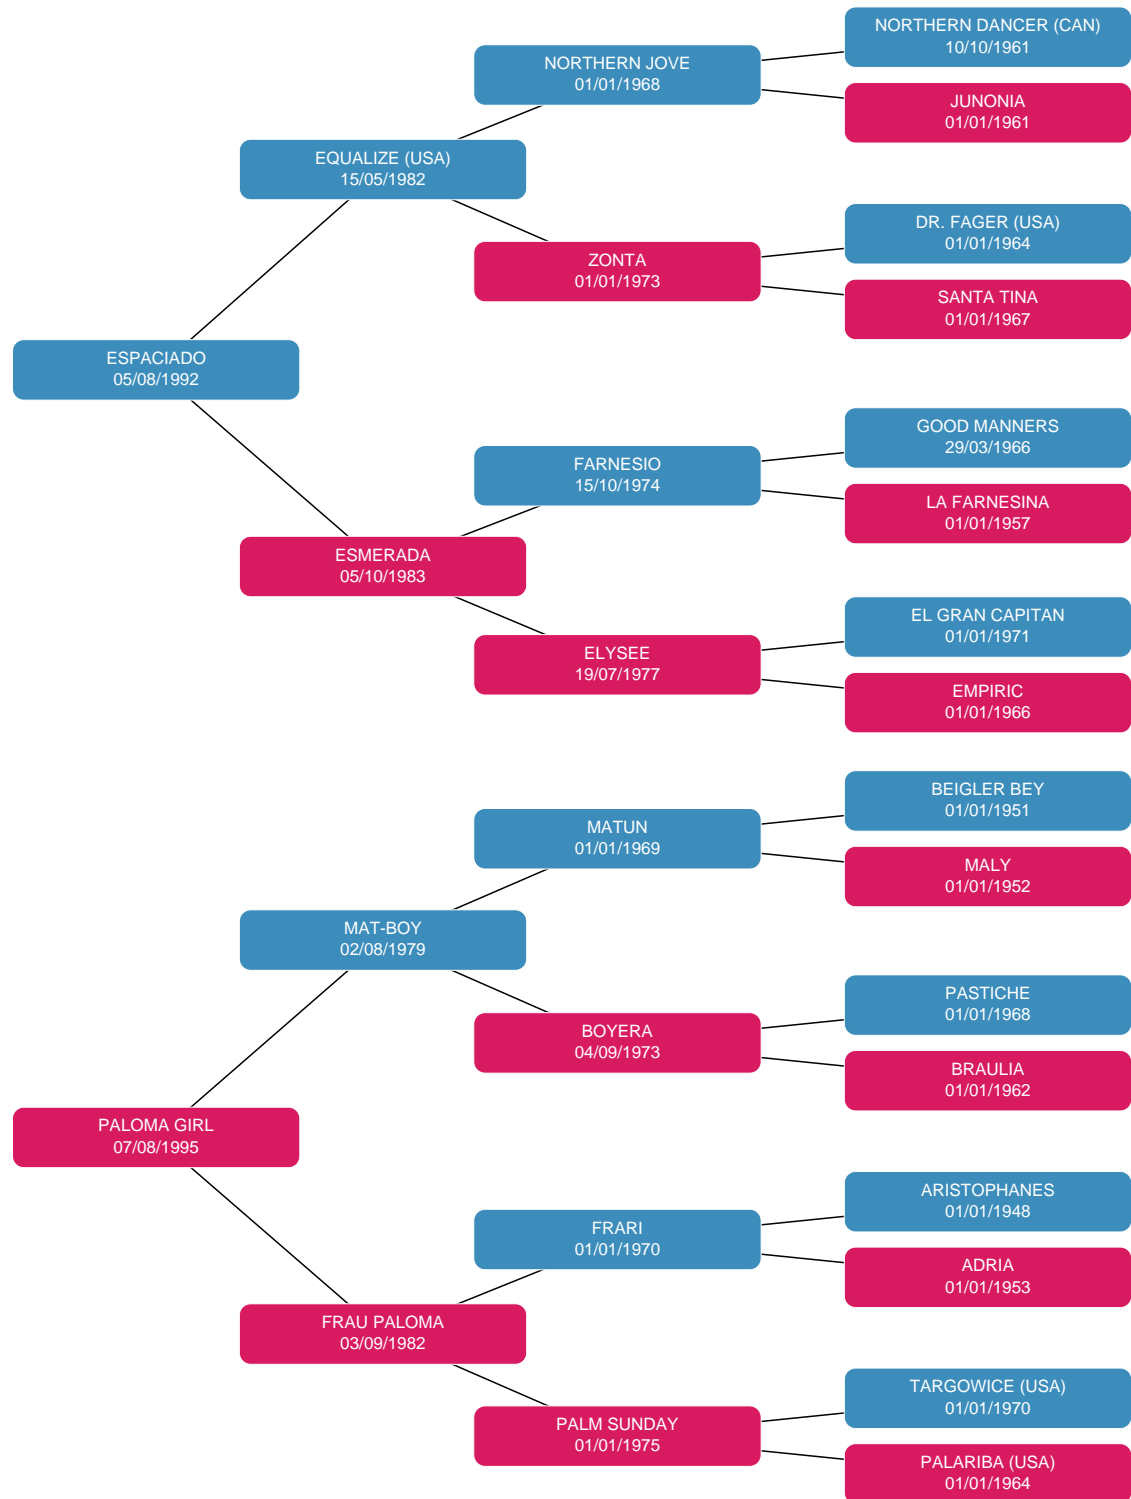 NORTHERN DANCER (CAN)
10/10/1961
NORTHERN JOVE
01/01/1968
JUNONIA
01/01/1961
EQUALIZE (USA)
15/05/1982
DR. FAGER (USA)
01/01/1964
ZONTA
01/01/1973
SANTA TINA
01/01/1967
ESPACIADO
05/08/1992
GOOD MANNERS
29/03/1966
FARNESIO
15/10/1974
LA FARNESINA
01/01/1957
ESMERADA
05/10/1983
EL GRAN CAPITAN
01/01/1971
ELYSEE
19/07/1977
EMPIRIC
01/01/1966
BEIGLER BEY
01/01/1951
MATUN
01/01/1969
MALY
01/01/1952
MAT-BOY
02/08/1979
PASTICHE
01/01/1968
BOYERA
04/09/1973
BRAULIA
01/01/1962
PALOMA GIRL
07/08/1995
ARISTOPHANES
01/01/1948
FRARI
01/01/1970
ADRIA
01/01/1953
FRAU PALOMA
03/09/1982
TARGOWICE (USA)
01/01/1970
PALM SUNDAY
01/01/1975
PALARIBA (USA)
01/01/1964